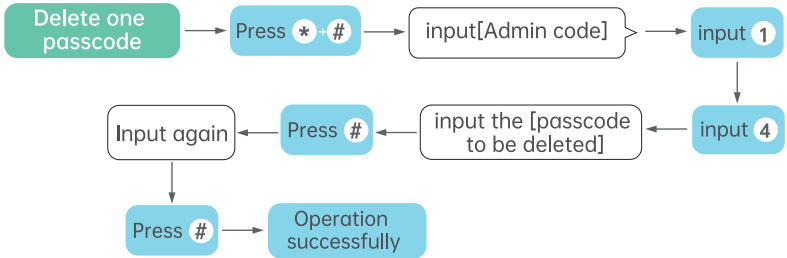 Delete one
passcode
Press * + #
input[Admin code]
input 1
input 4
input the [passcode
to be deleted]
Press #
Input again
Press #
Operation
successfully